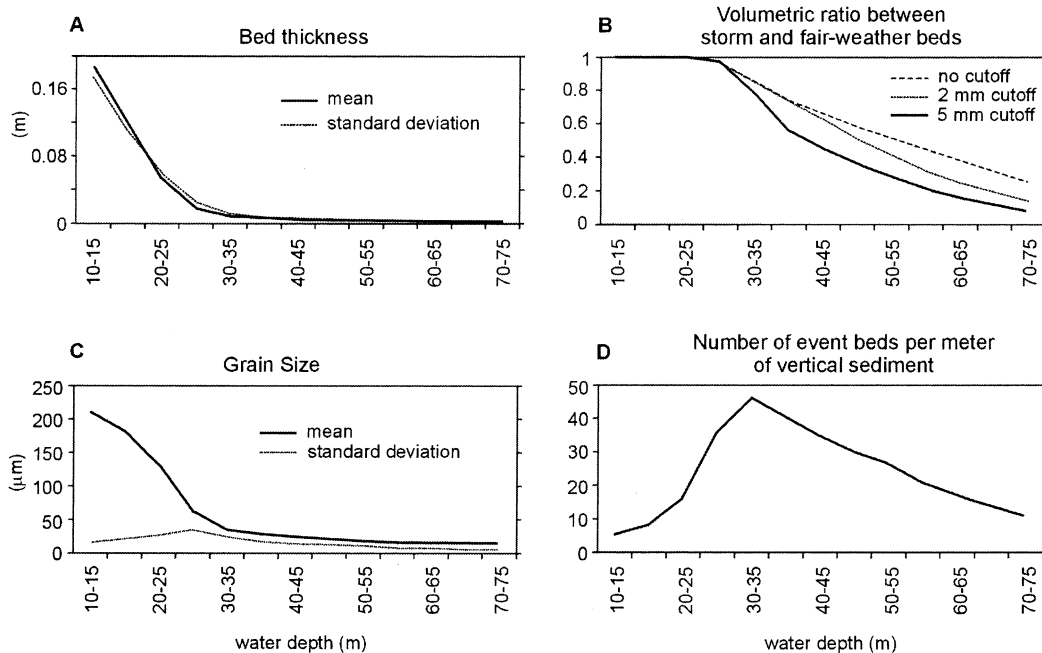 A
Bed thickness
0.16
0.08
0
(m)
mean
standard deviation
10-15
20-25
30-35
40-45
50-55
60-65
70-75
B
Volumetric ratio between
storm and fair-weather beds
1
0.8
0.6
0.4
0.2
0
no cutoff
2 mm cutoff
5 mm cutoff
10-15
20-25
30-35
40-45
50-55
60-65
70-75
C
Grain Size
250
200
150
100
50
0
(μm)
mean
standard deviation
10-15
20-25
30-35
40-45
50-55
60-65
70-75
water depth (m)
D
Number of event beds per meter
of vertical sediment
50
40
30
20
10
0
10-15
20-25
30-35
40-45
50-55
60-65
70-75
water depth (m)